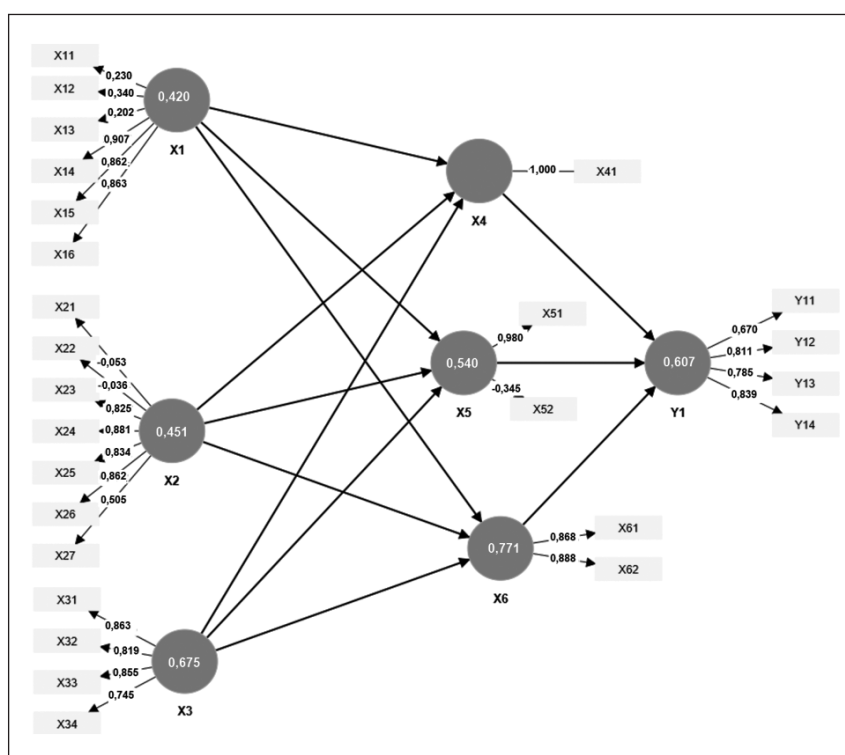 X11
X12
X13
X14
X15
X16
0,230
0,340
0,202
0,907
0,862
0,863
0,420
X1
X21
X22
X23
X24
X25
X26
X27
-0,053
-0,036
0,825
0,881
0,834
0,862
0,505
0,451
X2
X31
X32
X33
X34
0,863
0,819
0,855
0,745
0,675
X3
X4
1,000
X41
0,540
X5
0,980
X51
-0,345
X52
0,771
X6
0,868
X61
0,888
X62
0,607
Y1
0,670
0,811
0,785
0,839
Y11
Y12
Y13
Y14